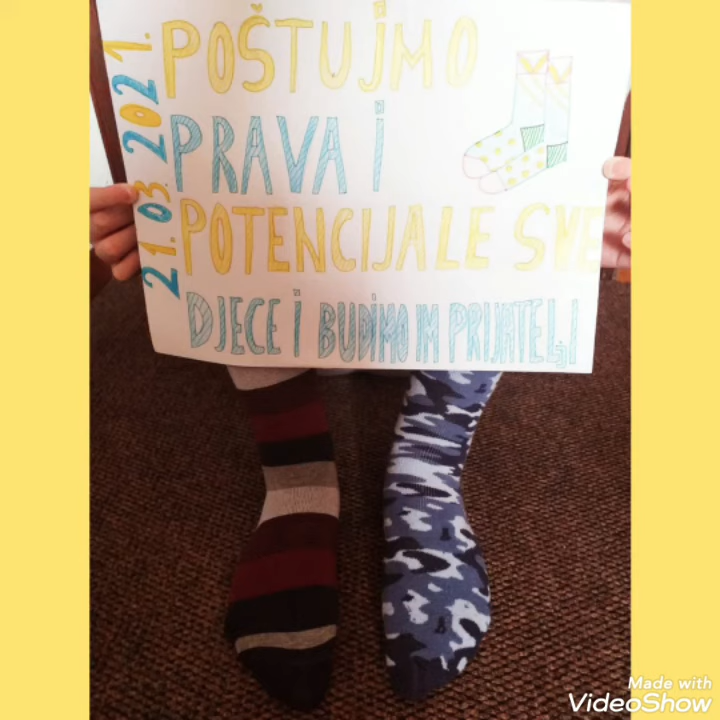 21.03.2021.
POŠTUJMO
PRAVA I
POTENCIJALE SVE
DJECE I BUDIMO IM PRIJATELJI
Made with
VideoShow